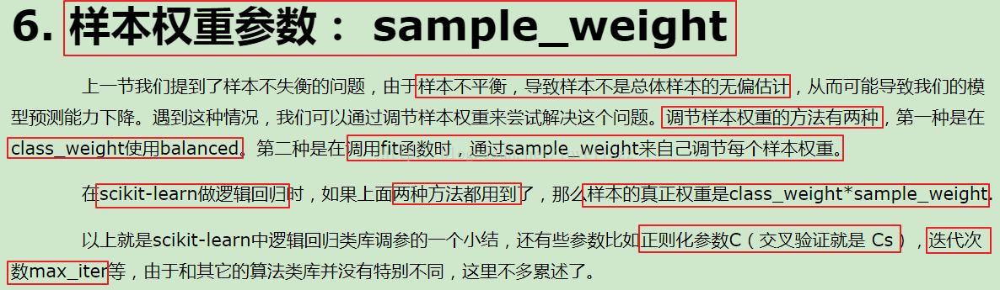 6. 样本权重参数： sample_weight
上一节我们提到了样本不失衡的问题，由于样本不平衡，导致样本不是总体样本的无偏估计，从而可能导致我们的模
型预测能力下降。遇到这种情况，我们可以通过调节样本权重来尝试解决这个问题。调节样本权重的方法有两种，第一种是在
class_weight使用balanced。第二种是在调用fit函数时，通过sample_weight来自己调节每个样本权重。
在scikit-learn做逻辑回归时，如果上面两种方法都用到了，那么样本的真正权重是class_weight*sample_weight.
以上就是scikit-learn中逻辑回归类库调参的一个小结，还有些参数比如正则化参数C（交叉验证就是 Cs），迭代次
数max_iter等，由于和其它的算法类库并没有特别不同，这里不多累述了。